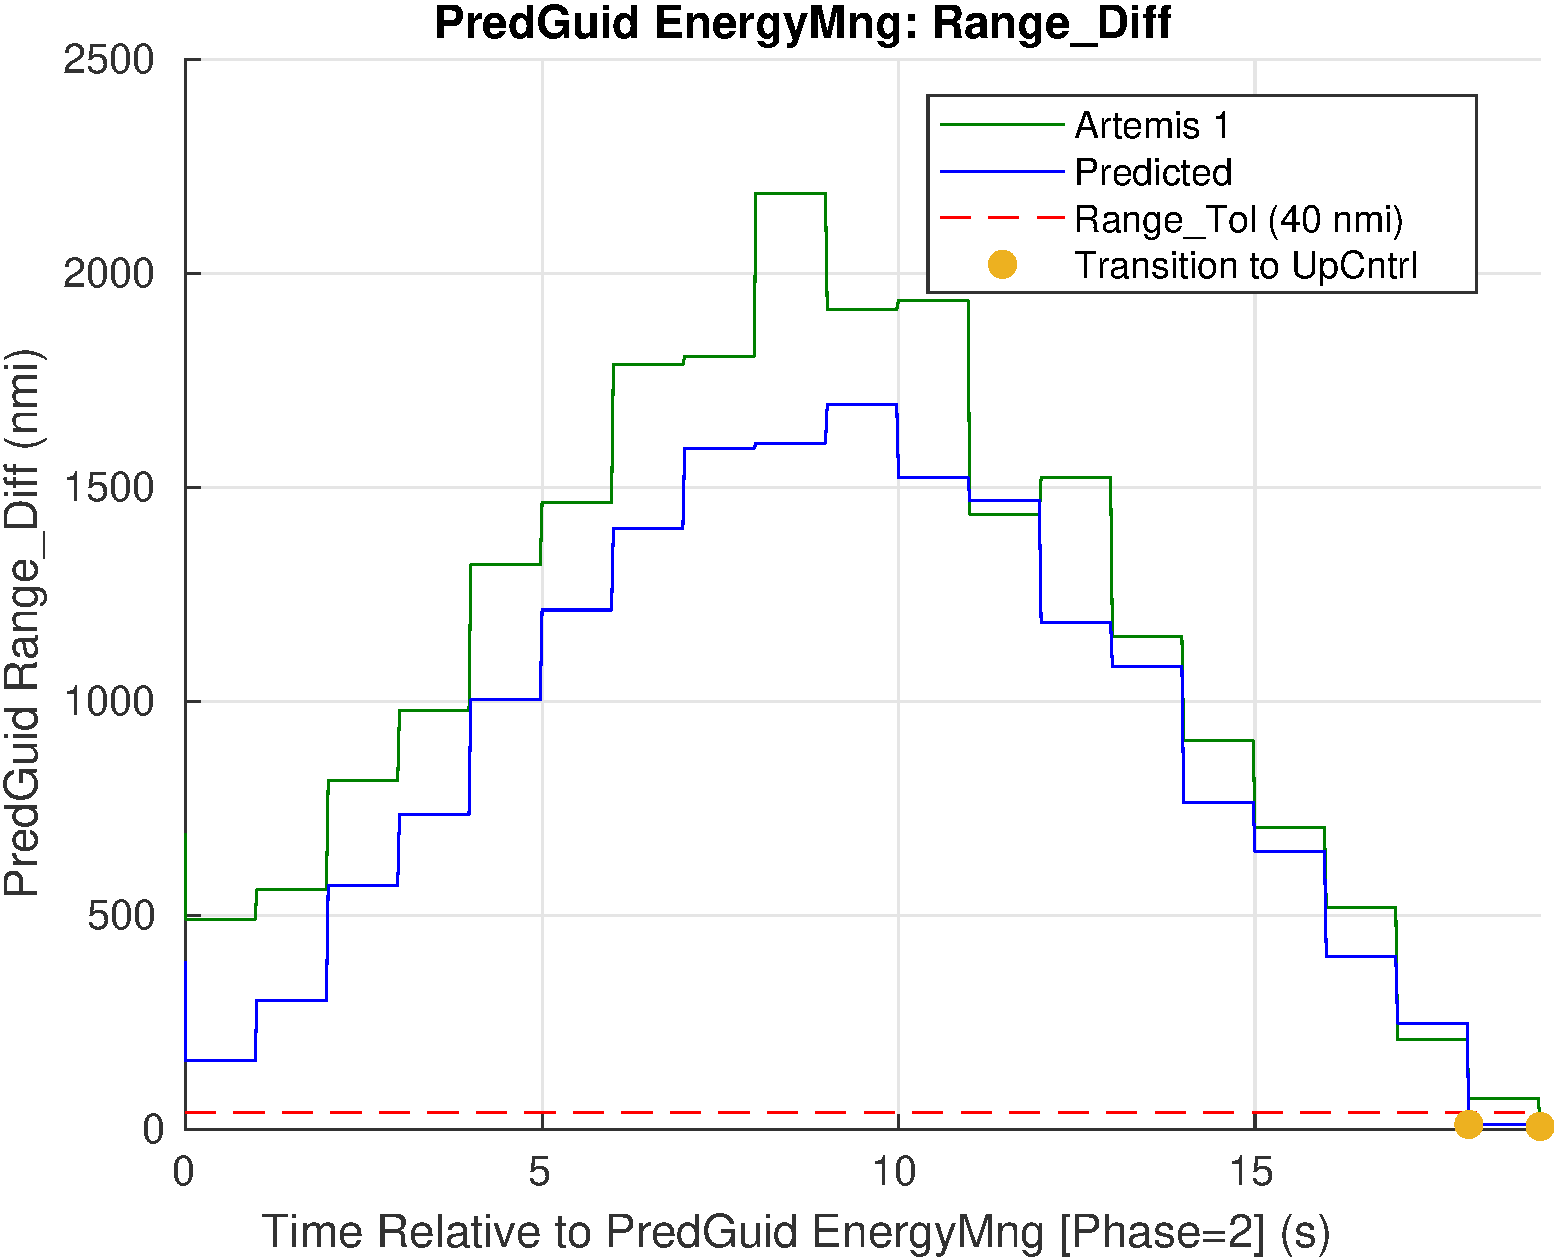 PredGuid EnergyMng: Range_Diff
2500
2000
1500
1000
500
0
PredGuid Range_Diff (nmi)
Artemis 1
Predicted
Range_Tol (40 nmi)
Transition to UpCntrl
0 5 10 15
Time Relative to PredGuid EnergyMng [Phase=2] (s)